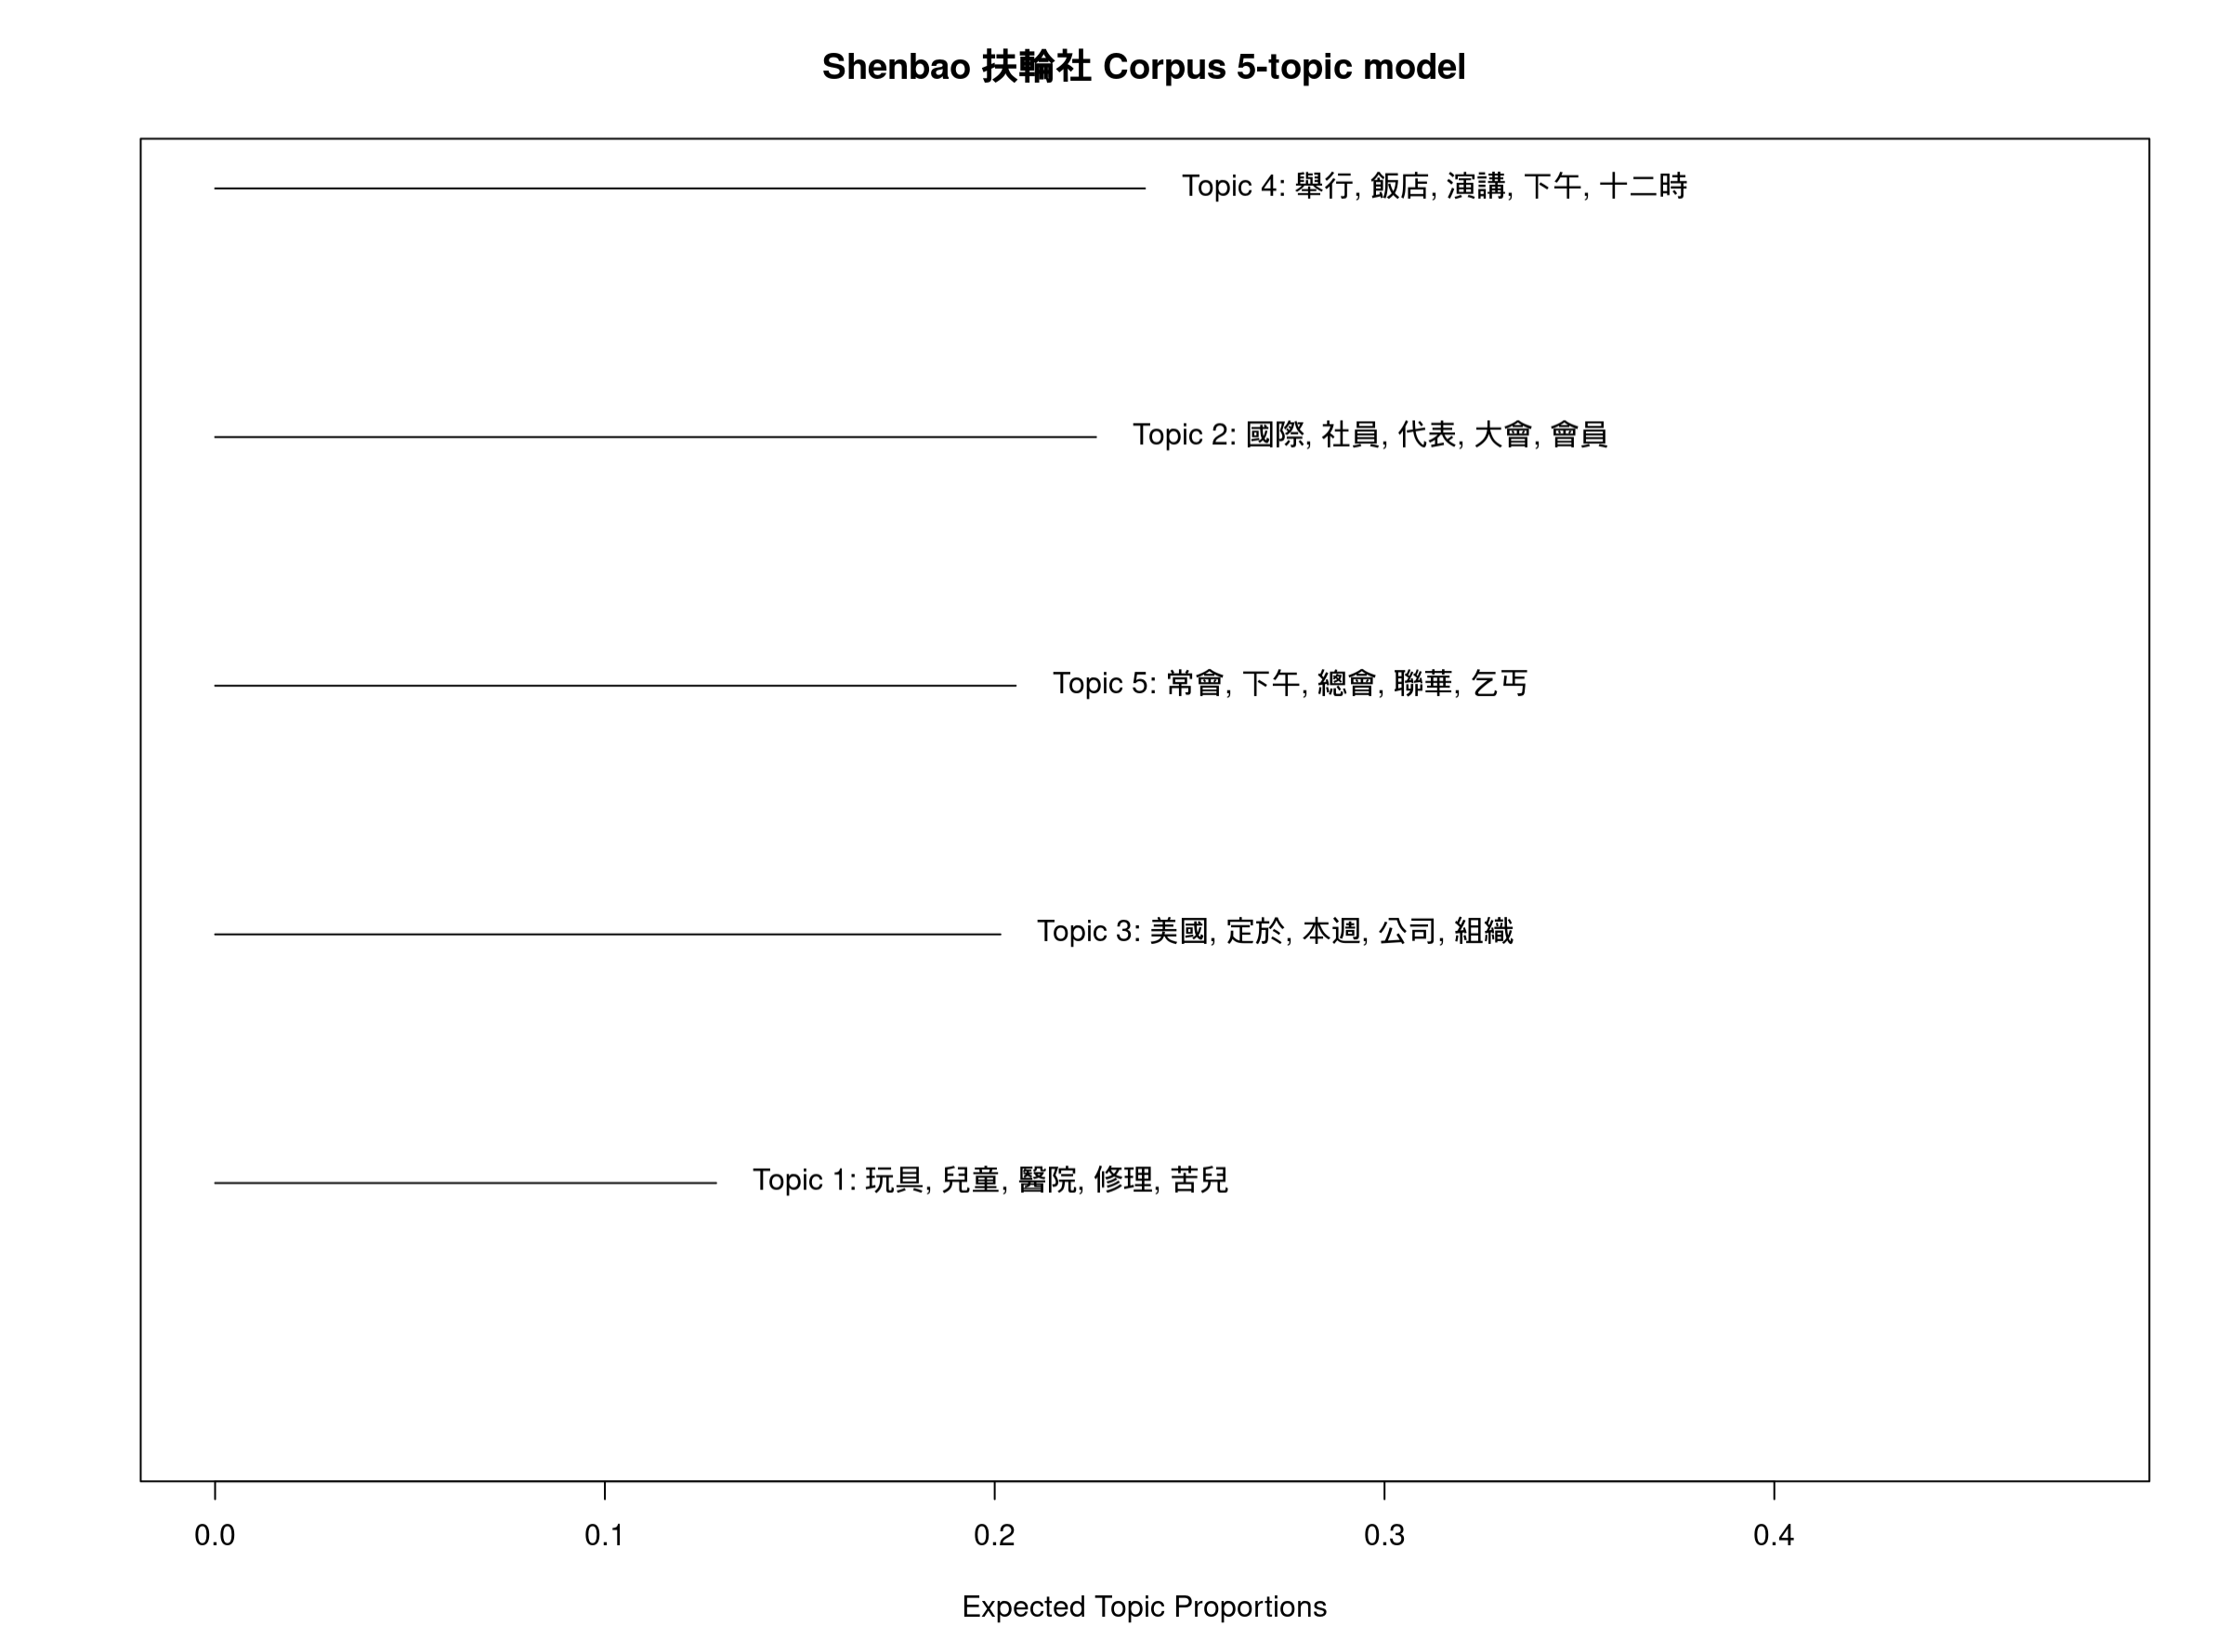 Shenbao 扶輪社 Corpus 5-topic model
Topic 4: 舉行, 飯店, 演講, 下午, 十二時
Topic 2: 國際, 社員, 代表, 大會, 會員
Topic 5: 常會, 下午, 總會, 聯華, 乞丐
Topic 3: 美國, 定於, 本週, 公司, 組織
Topic 1: 玩具, 兒童, 醫院, 修理, 苦兒
0.0 0.1 0.2 0.3 0.4
Expected Topic Proportions